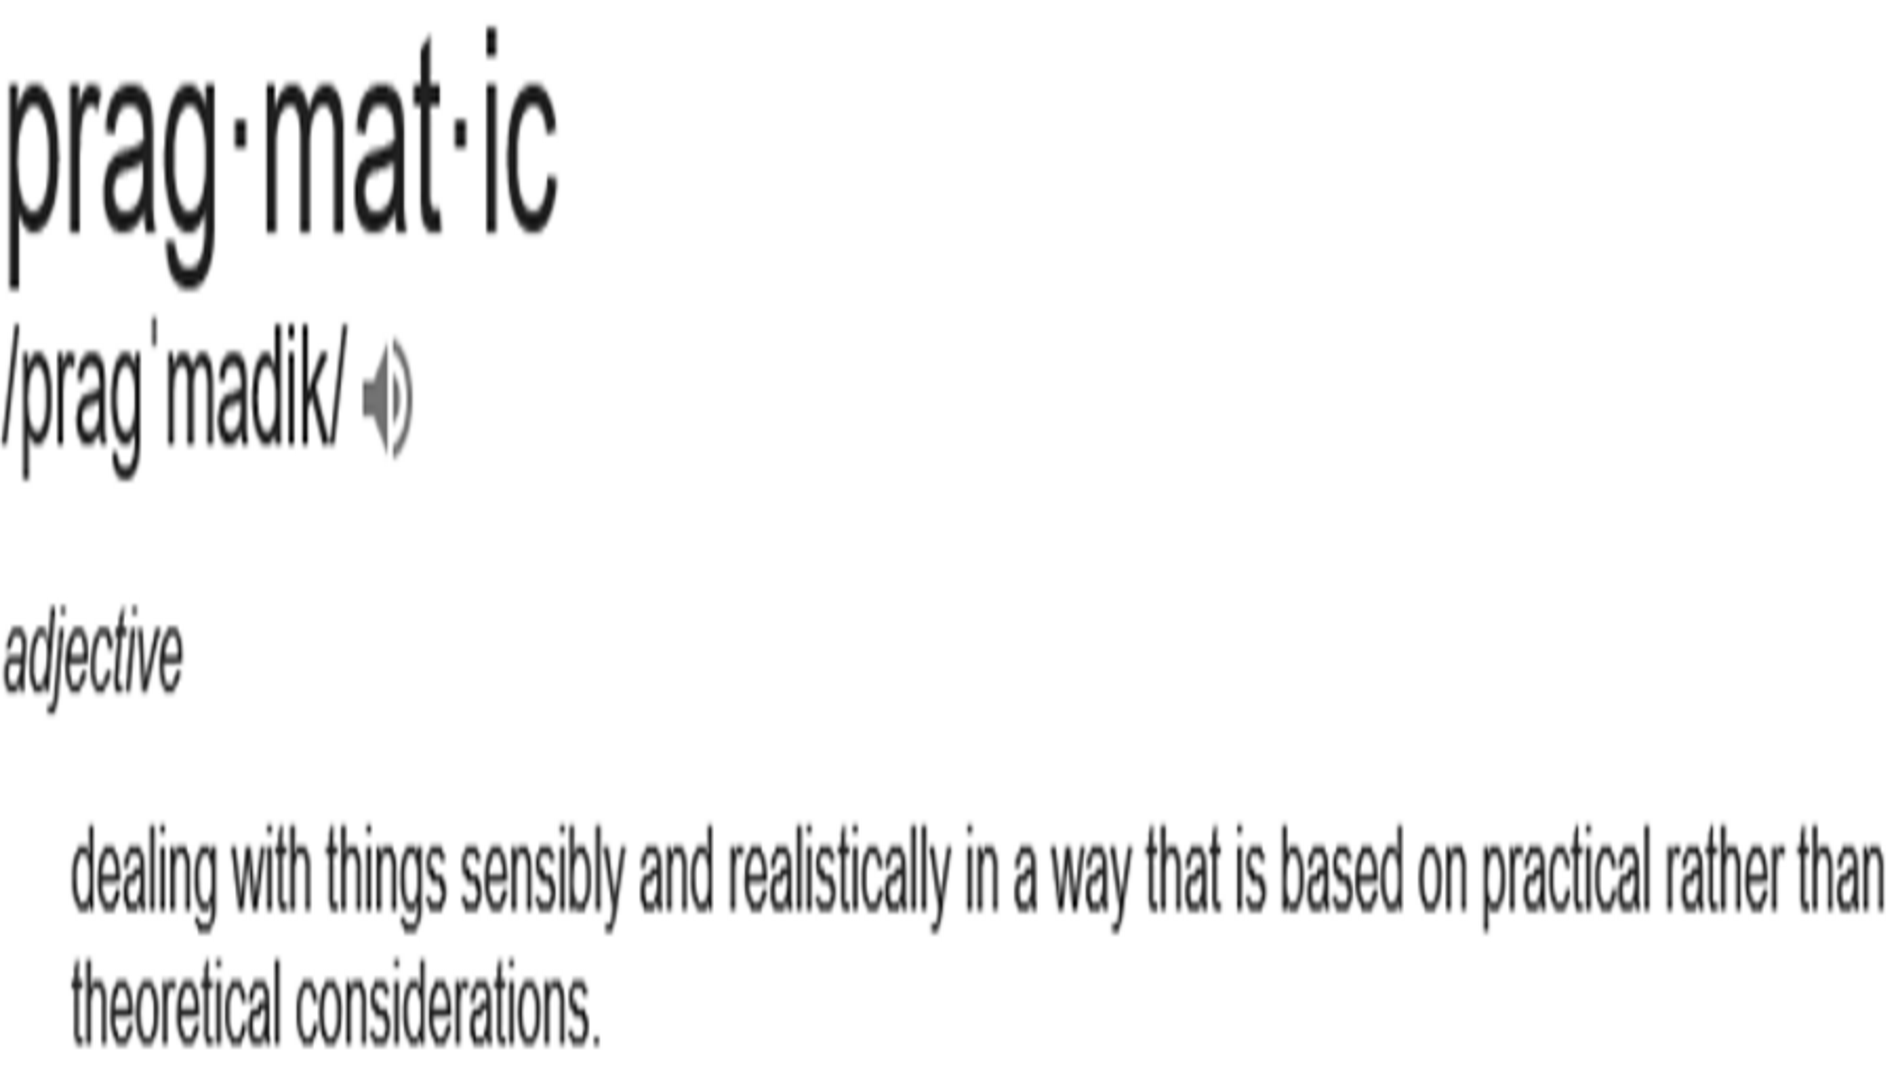 prag·mat·ic
/praɡˈmadik/
adjective
dealing with things sensibly and realistically in a way that is based on practical rather than
theoretical considerations.